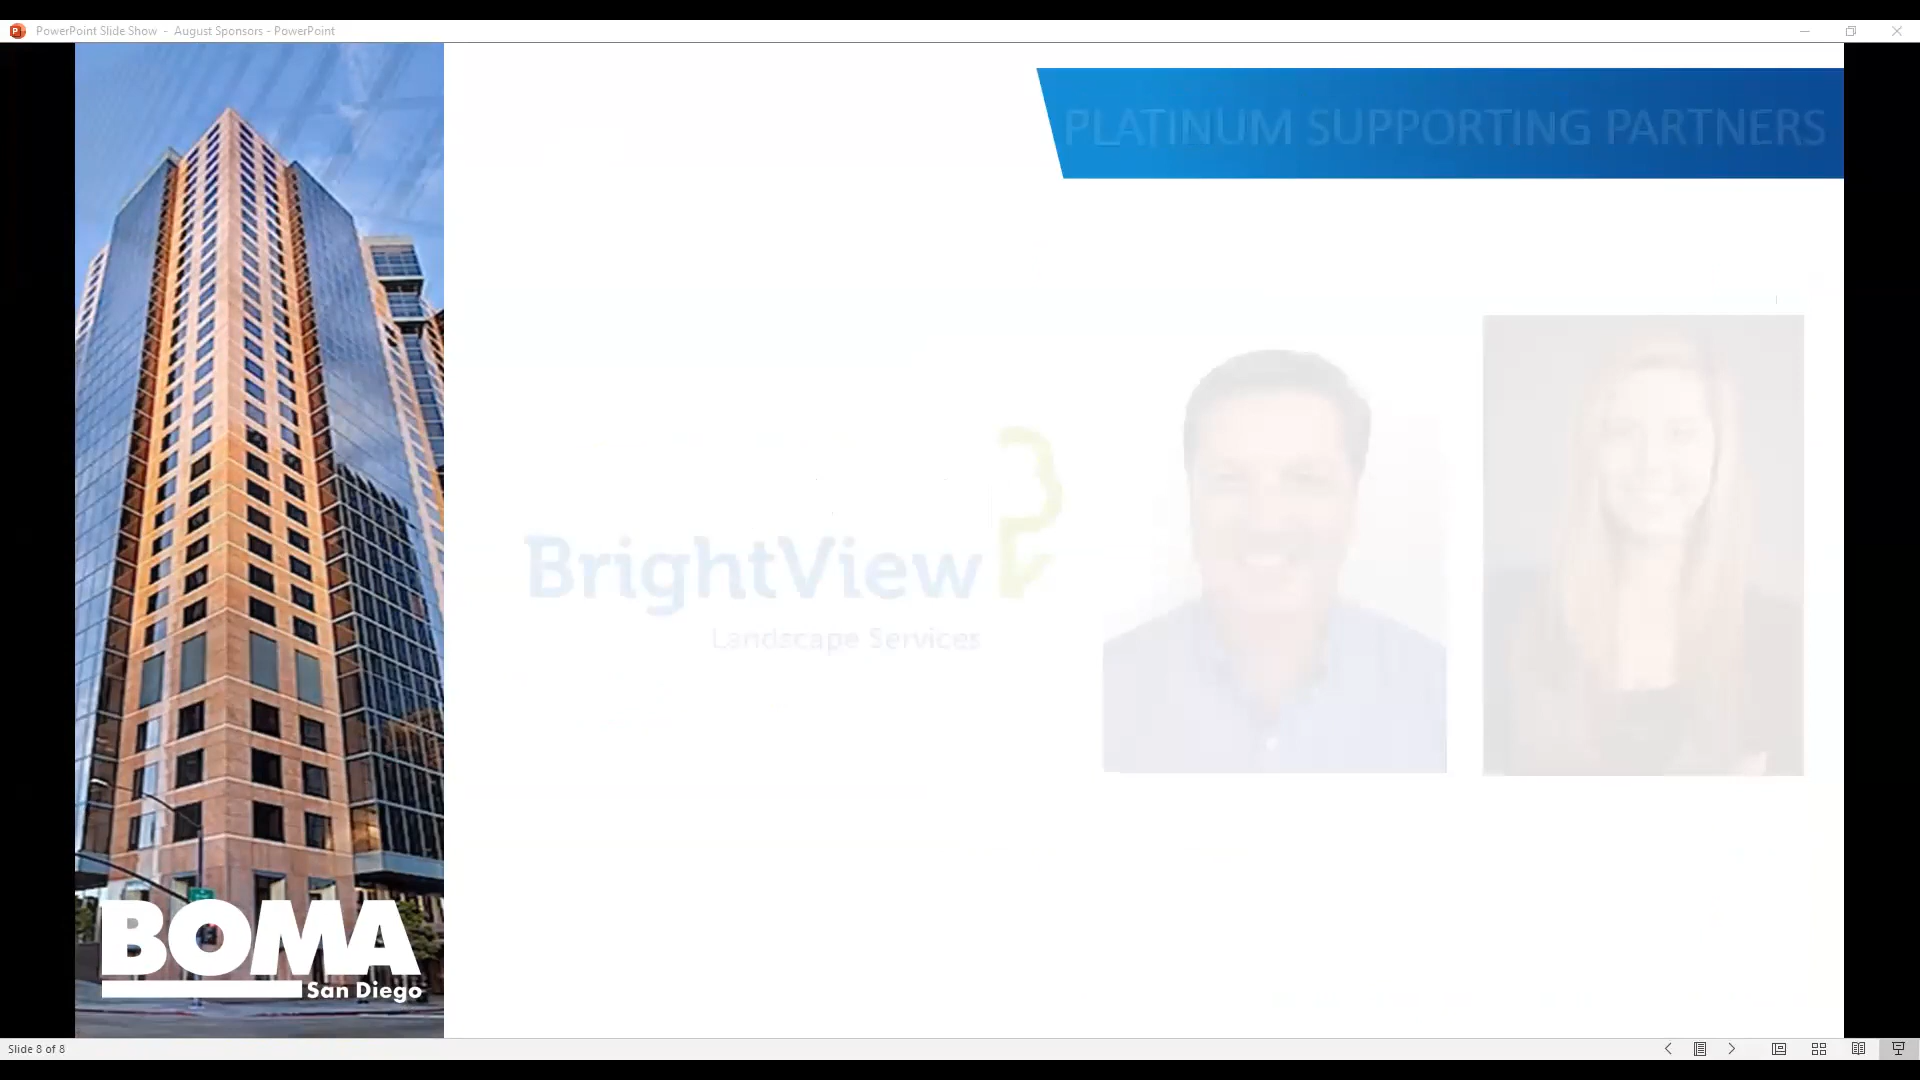 PowerPoint Slide Show - August Sponsors - PowerPoint
PLATINUM SUPPORTING PARTNERS
BrightView
Landscape Services
BOMA
San Diego
Slide 8 of 8